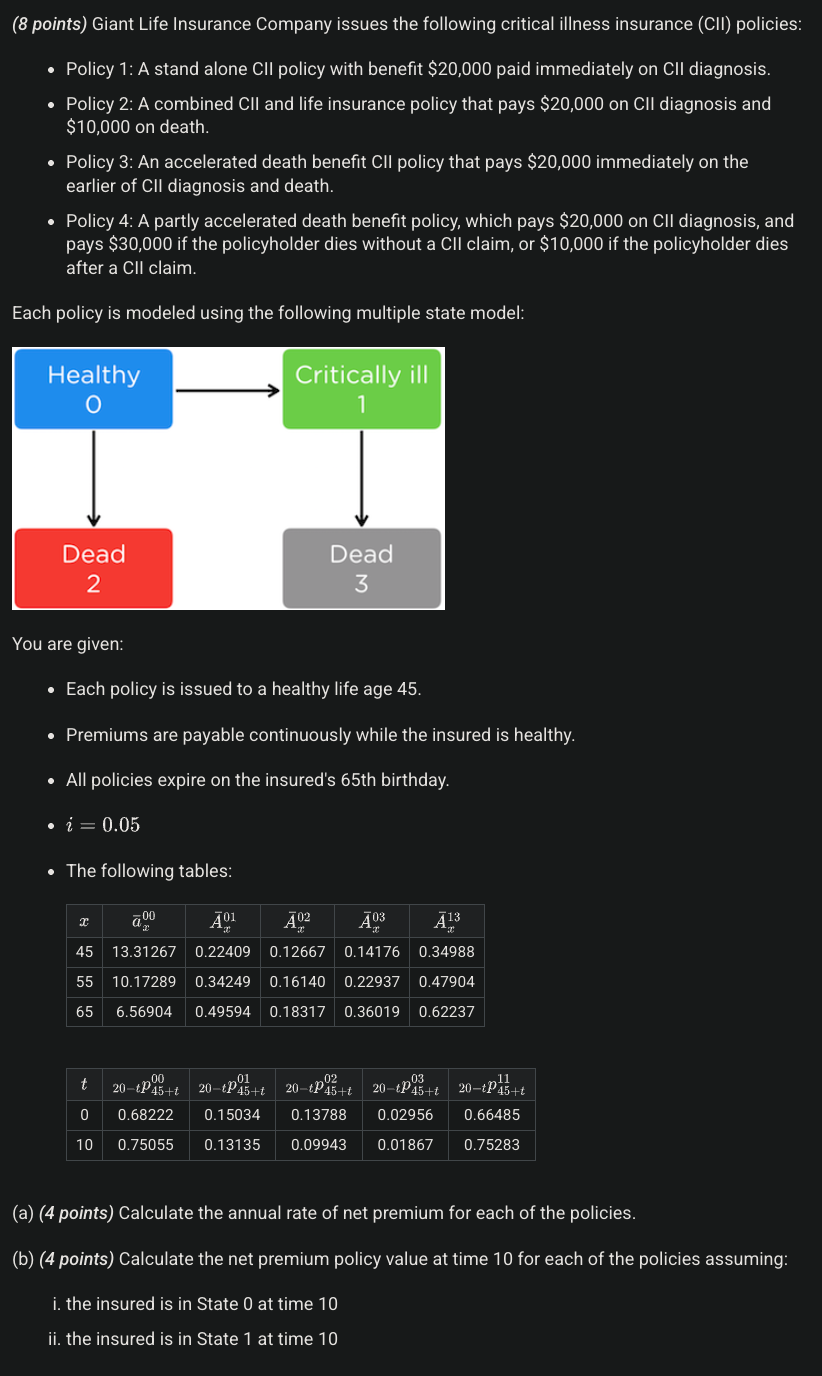 (8 points) Giant Life Insurance Company issues the following critical illness insurance (CII) policies:
• Policy 1: A stand alone CII policy with benefit $20,000 paid immediately on CII diagnosis.
• Policy 2: A combined CII and life insurance policy that pays $20,000 on CII diagnosis and
$10,000 on death.
• Policy 3: An accelerated death benefit CII policy that pays $20,000 immediately on the
earlier of CII diagnosis and death.
• Policy 4: A partly accelerated death benefit policy, which pays $20,000 on CII diagnosis, and
pays $30,000 if the policyholder dies without a CII claim, or $10,000 if the policyholder dies
after a CII claim.
Each policy is modeled using the following multiple state model:
Healthy
0
Critically ill
1
Dead
2
Dead
3
You are given:
• Each policy is issued to a healthy life age 45.
• Premiums are payable continuously while the insured is healthy.
• All policies expire on the insured's 65th birthday.
• i = 0.05
• The following tables:
x ā_x^{00} Ā_x^{01} Ā_x^{02} Ā_x^{03} Ā_x^{13}
45 13.31267 0.22409 0.12667 0.14176 0.34988
55 10.17289 0.34249 0.16140 0.22937 0.47904
65 6.56904 0.49594 0.18317 0.36019 0.62237
t {}_{20−t}p_{45+t}^{00} {}_{20−t}p_{45+t}^{01} {}_{20−t}p_{45+t}^{02} {}_{20−t}p_{45+t}^{03} {}_{20−t}p_{45+t}^{11}
0 0.68222 0.15034 0.13788 0.02956 0.66485
10 0.75055 0.13135 0.09943 0.01867 0.75283
(a) (4 points) Calculate the annual rate of net premium for each of the policies.
(b) (4 points) Calculate the net premium policy value at time 10 for each of the policies assuming:
i. the insured is in State 0 at time 10
ii. the insured is in State 1 at time 10